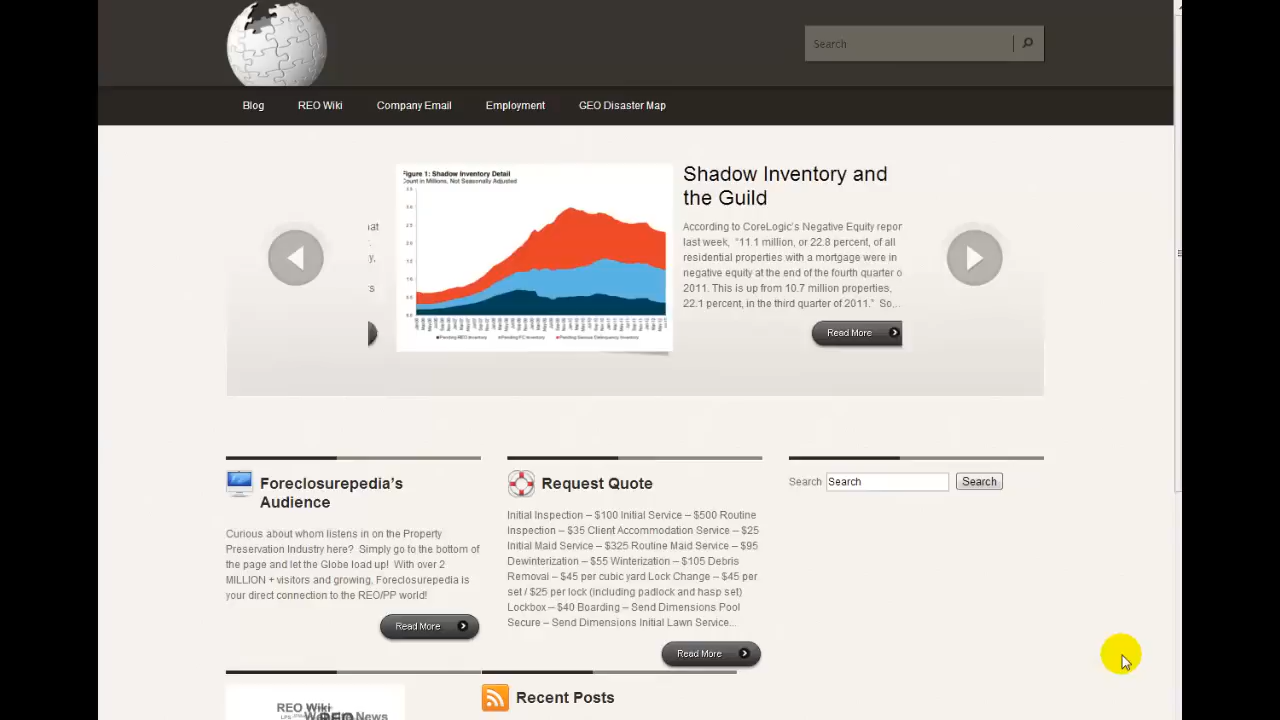 Search
Blog REO Wiki Company Email Employment GEO Disaster Map
Figure 1: Shadow Inventory Detail
Count in Millions, Not Seasonally Adjusted
Shadow Inventory and
the Guild
According to CoreLogic's Negative Equity repor
last week, "11.1 million, or 22.8 percent, of all
residential properties with a mortgage were in
negative equity at the end of the fourth quarter o
2011. This is up from 10.7 million properties,
22.1 percent, in the third quarter of 2011." So...
Read More
Foreclosurepedia's
Audience
Curious about whom listens in on the Property
Preservation Industry here? Simply go to the bottom of
the page and let the Globe load up! With over 2
MILLION + visitors and growing, Foreclosurepedia is
your direct connection to the REO/PP world!
Read More
Request Quote
Initial Inspection – $100 Initial Service – $500 Routine
Inspection – $35 Client Accommodation Service – $25
Initial Maid Service – $325 Routine Maid Service – $95
Dewinterization – $55 Winterization – $105 Debris
Removal – $45 per cubic yard Lock Change – $45 per
set / $25 per lock (including padlock and hasp set)
Lockbox – $40 Boarding – Send Dimensions Pool
Secure – Send Dimensions Initial Lawn Service...
Read More
Search Search Search
REO Wiki
Recent Posts